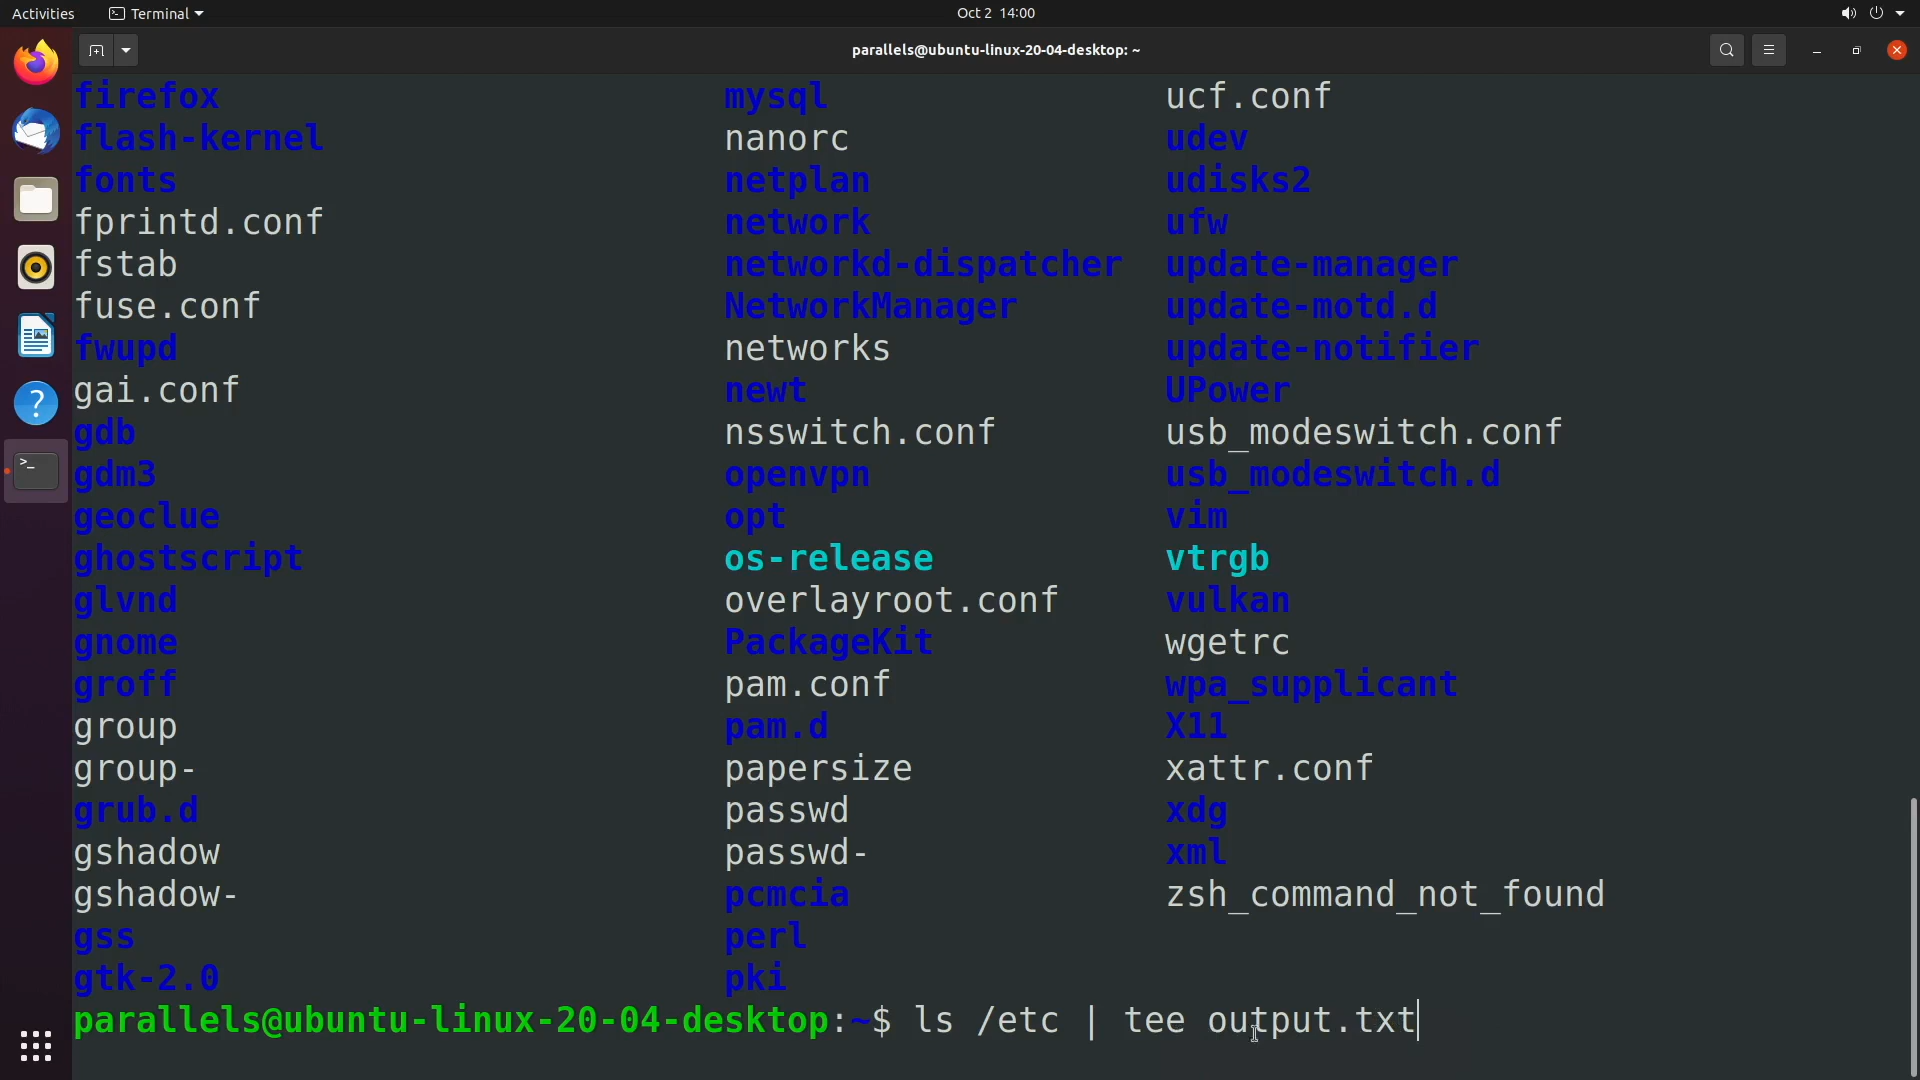 Activities Terminal Oct 2 14:00
parallels@ubuntu-linux-20-04-desktop: ~
firefox mysql ucf.conf
flash-kernel nanorc udev
fonts netplan udisks2
fprintd.conf network ufw
fstab networkd-dispatcher update-manager
fuse.conf NetworkManager update-motd.d
fwupd networks update-notifier
gai.conf newt UPower
gdb nsswitch.conf usb_modeswitch.conf
gdm3 openvpn usb_modeswitch.d
geoclue opt vim
ghostscript os-release vtrgb
glvnd overlayroot.conf vulkan
gnome PackageKit wgetrc
groff pam.conf wpa_supplicant
group pam.d X11
group- papersize xattr.conf
grub.d passwd xdg
gshadow passwd- xml
gshadow- pcmcia zsh_command_not_found
gss perl
gtk-2.0 pki
parallels@ubuntu-linux-20-04-desktop:~$ ls /etc | tee output.txt